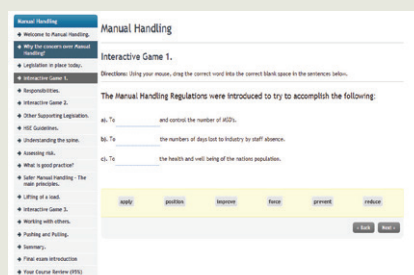 Manual Handling
Welcome to Manual Handling.
Why the concern over Manual
Handling?
Legislation in place today.
Interactive Game 1.
Responsibilities.
Interactive Game 2.
Other Supporting Legislation.
HSE Guidelines.
Understanding the spine.
Assessing risk.
What is good practice?
Safer Manual Handling - The
main principles.
Lifting of a load.
Interactive Game 3.
Working with others.
Pushing and Pulling.
Summary.
Final exam introduction
Your Course Review (95%)
Manual Handling
Interactive Game 1.
Directions: Using your mouse, drag the correct word into the correct blank space in the sentences below.
The Manual Handling Regulations were introduced to try to accomplish the following:
a). To and control the number of MSD's.
b). To the numbers of days lost to industry by staff absence.
c). To the health and well being of the nations population.
apply position improve force prevent reduce
< Back Next >